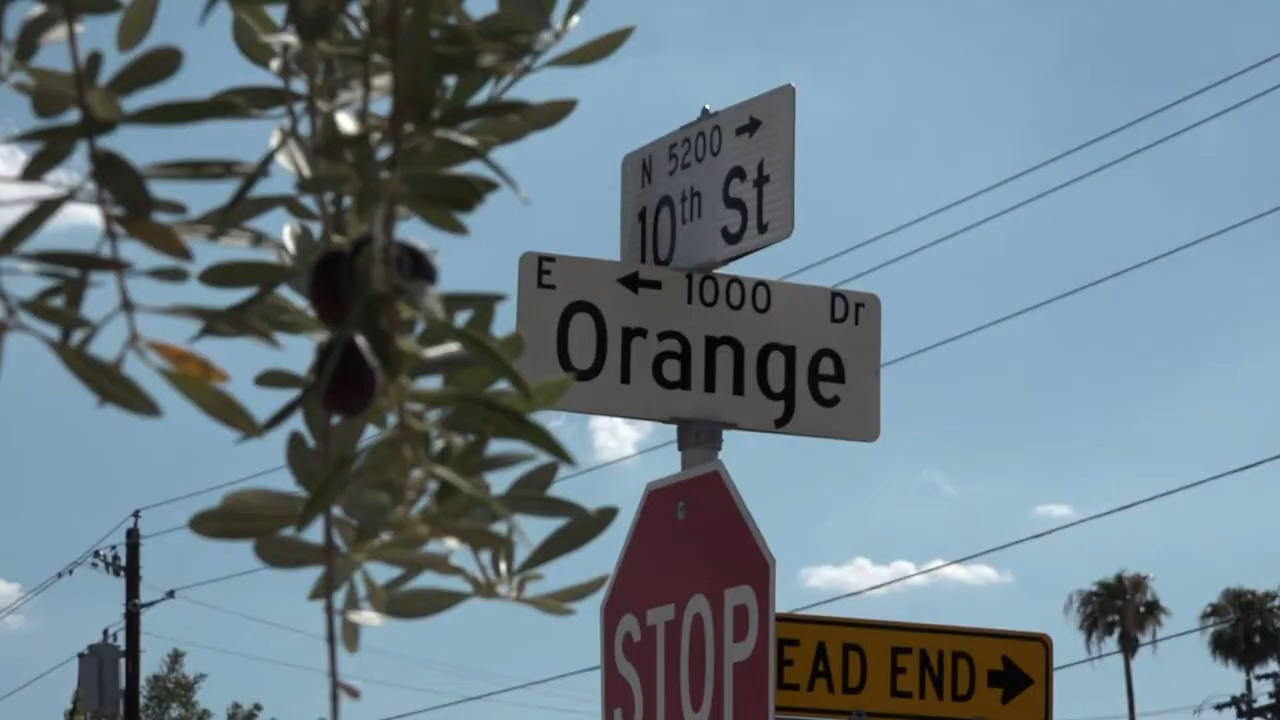 N 5200 →
10th St
E ← 1000 Dr
Orange
STOP
EAD END →